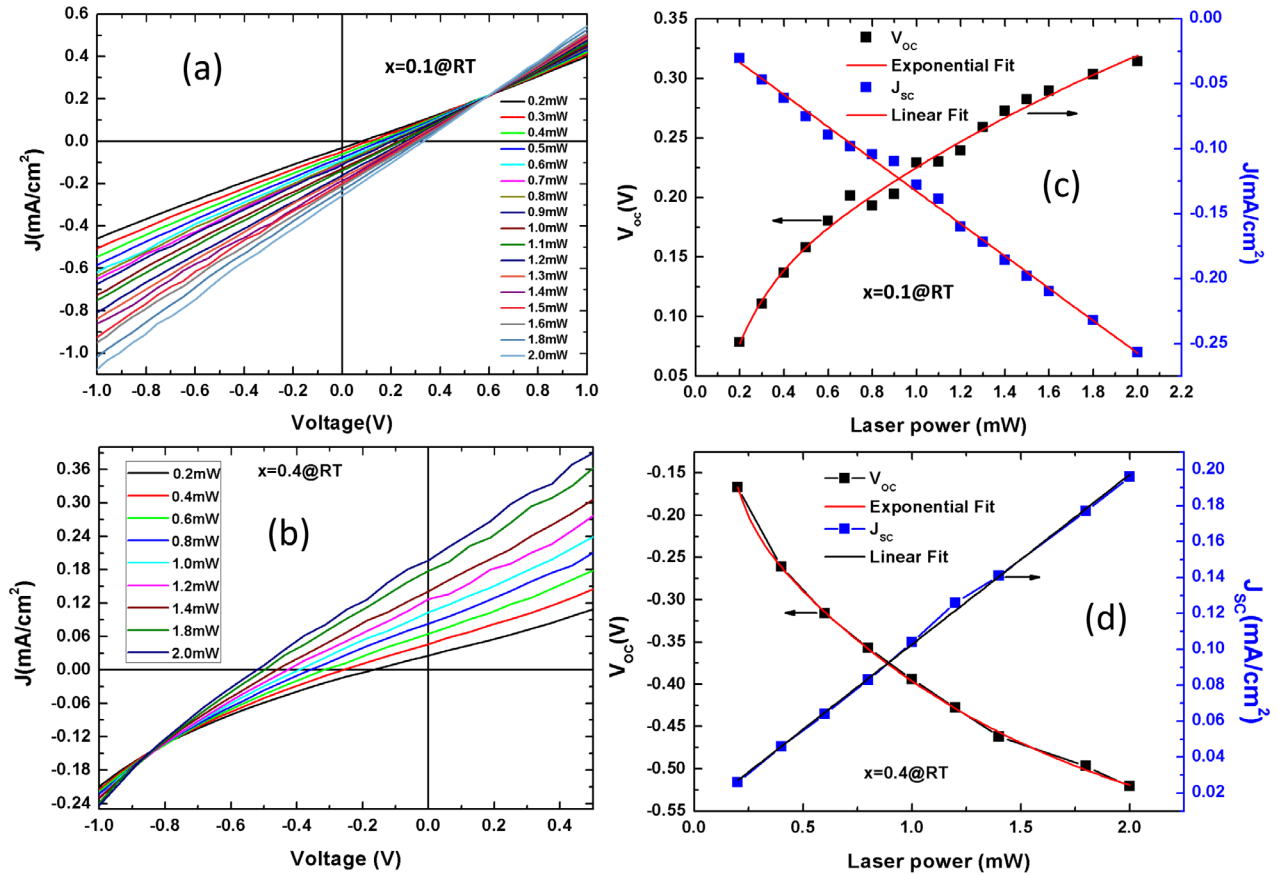 (a)
x=0.1@RT
0.6
0.4
0.2
0.0
-0.2
-0.4
-0.6
-0.8
-1.0
J(mA/cm²)
-1.0 -0.8 -0.6 -0.4 -0.2 0.0 0.2 0.4 0.6 0.8 1.0
Voltage(V)
0.2mW
0.3mW
0.4mW
0.5mW
0.6mW
0.7mW
0.8mW
0.9mW
1.0mW
1.1mW
1.2mW
1.3mW
1.4mW
1.5mW
1.6mW
1.8mW
2.0mW
(c)
V_OC
Exponential Fit
J_SC
Linear Fit
x=0.1@RT
0.35
0.30
0.25
0.20
0.15
0.10
0.05
V_OC(V)
0.0 0.2 0.4 0.6 0.8 1.0 1.2 1.4 1.6 1.8 2.0 2.2
Laser power (mW)
0.00
-0.05
-0.10
-0.15
-0.20
-0.25
J(mA/cm²)
(b)
x=0.4@RT
0.2mW
0.4mW
0.6mW
0.8mW
1.0mW
1.2mW
1.4mW
1.8mW
2.0mW
0.36
0.30
0.24
0.18
0.12
0.06
0.00
-0.06
-0.12
-0.18
-0.24
J(mA/cm²)
-1.0 -0.8 -0.6 -0.4 -0.2 0.0 0.2 0.4
Voltage (V)
(d)
V_OC
Exponential Fit
J_SC
Linear Fit
x=0.4@RT
-0.15
-0.20
-0.25
-0.30
-0.35
-0.40
-0.45
-0.50
-0.55
V_OC(V)
0.0 0.5 1.0 1.5 2.0
Laser power (mW)
0.20
0.18
0.16
0.14
0.12
0.10
0.08
0.06
0.04
0.02
J_SC(mA/cm²)